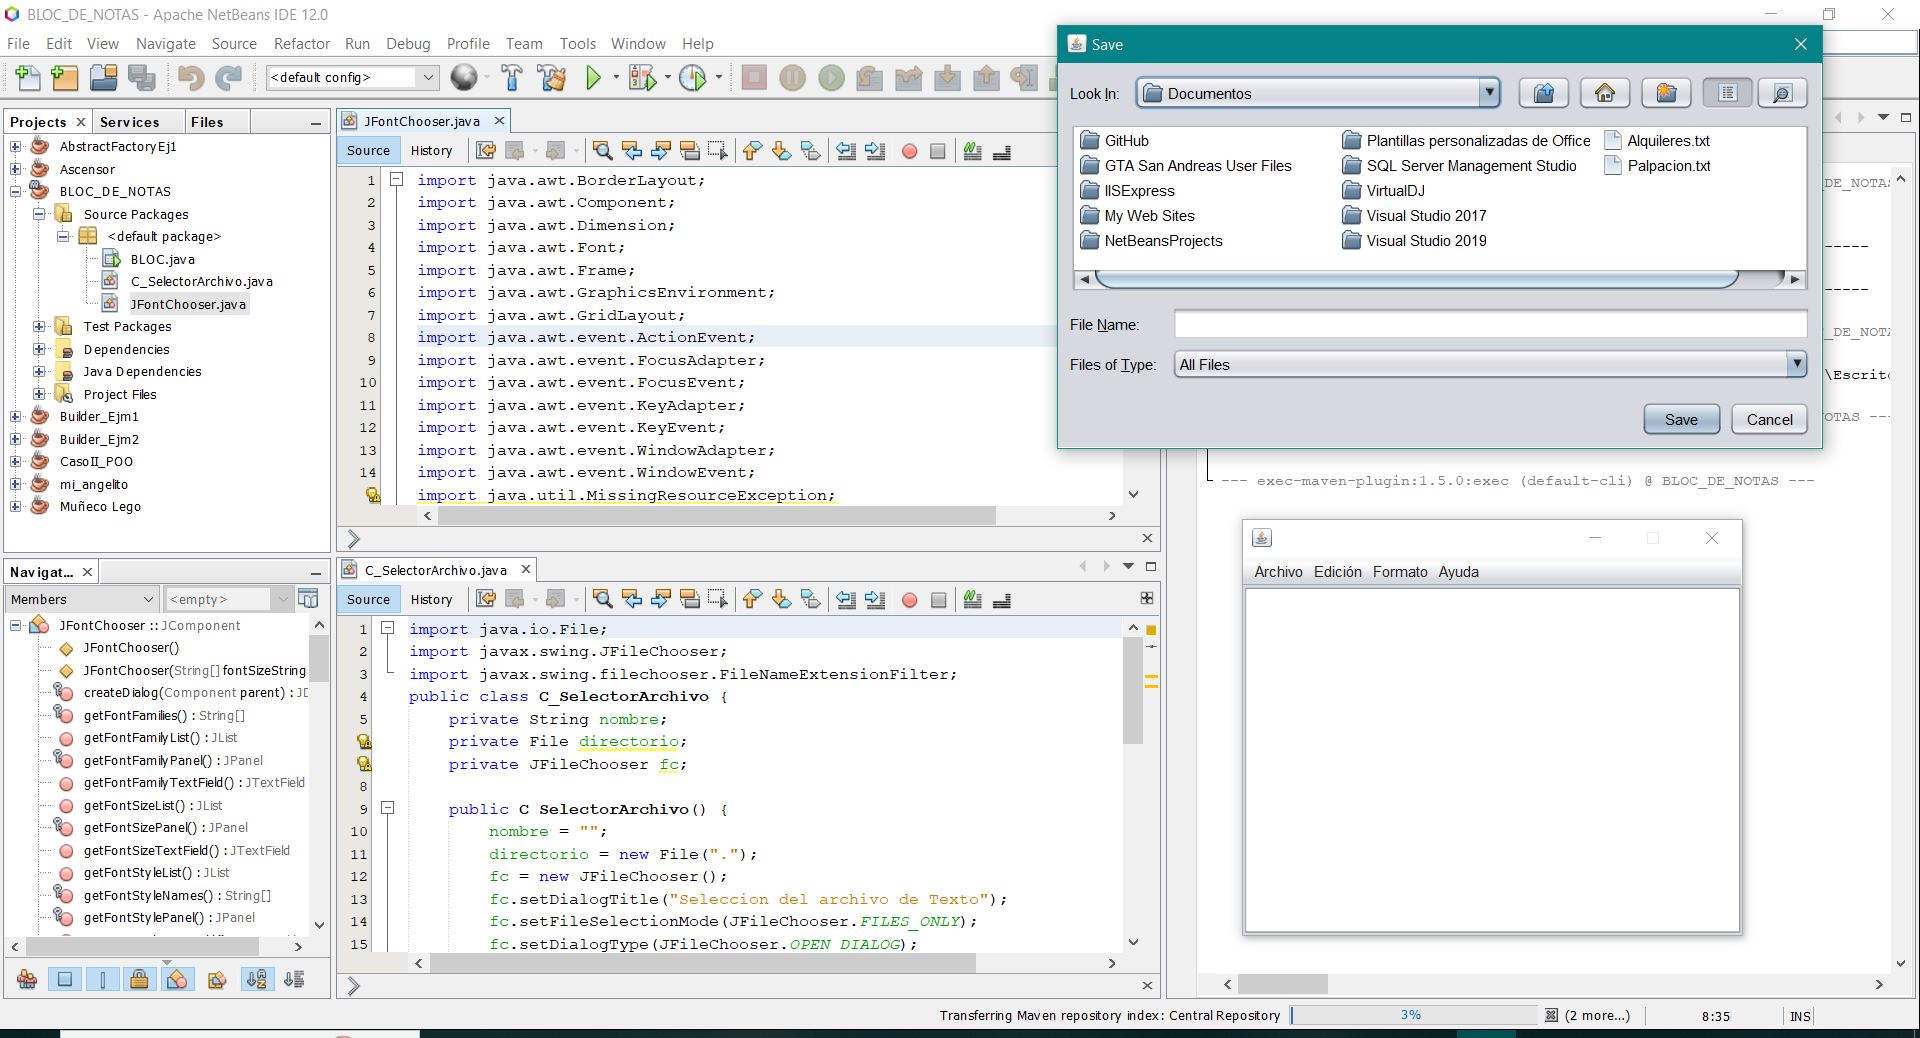 BLOC_DE_NOTAS - Apache NetBeans IDE 12.0
File Edit View Navigate Source Refactor Run Debug Profile Team Tools Window Help
<default config>
Projects Services Files
AbstractFactoryEj1
Ascensor
BLOC_DE_NOTAS
Source Packages
<default package>
BLOC.java
C_SelectorArchivo.java
JFontChooser.java
Test Packages
Dependencies
Java Dependencies
Project Files
Builder_Ejm1
Builder_Ejm2
CasoII_POO
mi_angelito
Muñeco Lego
Navigat...
Members <empty>
JFontChooser :: JComponent
JFontChooser()
JFontChooser(String[] fontSizeString
createDialog(Component parent) : JD
getFontFamilies() : String[]
getFontFamilyList() : JList
getFontFamilyPanel() : JPanel
getFontFamilyTextField() : JTextField
getFontSizeList() : JList
getFontSizePanel() : JPanel
getFontSizeTextField() : JTextField
getFontStyleList() : JList
getFontStyleNames() : String[]
getFontStylePanel() : JPanel
JFontChooser.java
Source History
1 import java.awt.BorderLayout;
2 import java.awt.Component;
3 import java.awt.Dimension;
4 import java.awt.Font;
5 import java.awt.Frame;
6 import java.awt.GraphicsEnvironment;
7 import java.awt.GridLayout;
8 import java.awt.event.ActionEvent;
9 import java.awt.event.FocusAdapter;
10 import java.awt.event.FocusEvent;
11 import java.awt.event.KeyAdapter;
12 import java.awt.event.KeyEvent;
13 import java.awt.event.WindowAdapter;
14 import java.awt.event.WindowEvent;
import java.util.MissingResourceException;
C_SelectorArchivo.java
Source History
1 import java.io.File;
2 import javax.swing.JFileChooser;
3 import javax.swing.filechooser.FileNameExtensionFilter;
4 public class C_SelectorArchivo {
5 private String nombre;
private File directorio;
private JFileChooser fc;
8
9 public C SelectorArchivo() {
10 nombre = "";
11 directorio = new File(".");
12 fc = new JFileChooser();
13 fc.setDialogTitle("Seleccion del archivo de Texto");
14 fc.setFileSelectionMode(JFileChooser.FILES_ONLY);
15 fc.setDialogType(JFileChooser.OPEN DIALOG);
Save
Look In: Documentos
GitHub
GTA San Andreas User Files
IISExpress
My Web Sites
NetBeansProjects
Plantillas personalizadas de Office
SQL Server Management Studio
VirtualDJ
Visual Studio 2017
Visual Studio 2019
Alquileres.txt
Palpacion.txt
File Name:
Files of Type: All Files
Save Cancel
DE_NOTAS
-----
-----
DE_NOTA
\Escrito
OTAS --
--- exec-maven-plugin:1.5.0:exec (default-cli) @ BLOC_DE_NOTAS ---
Archivo Edición Formato Ayuda
Transferring Maven repository index: Central Repository 3% (2 more...) 8:35 INS